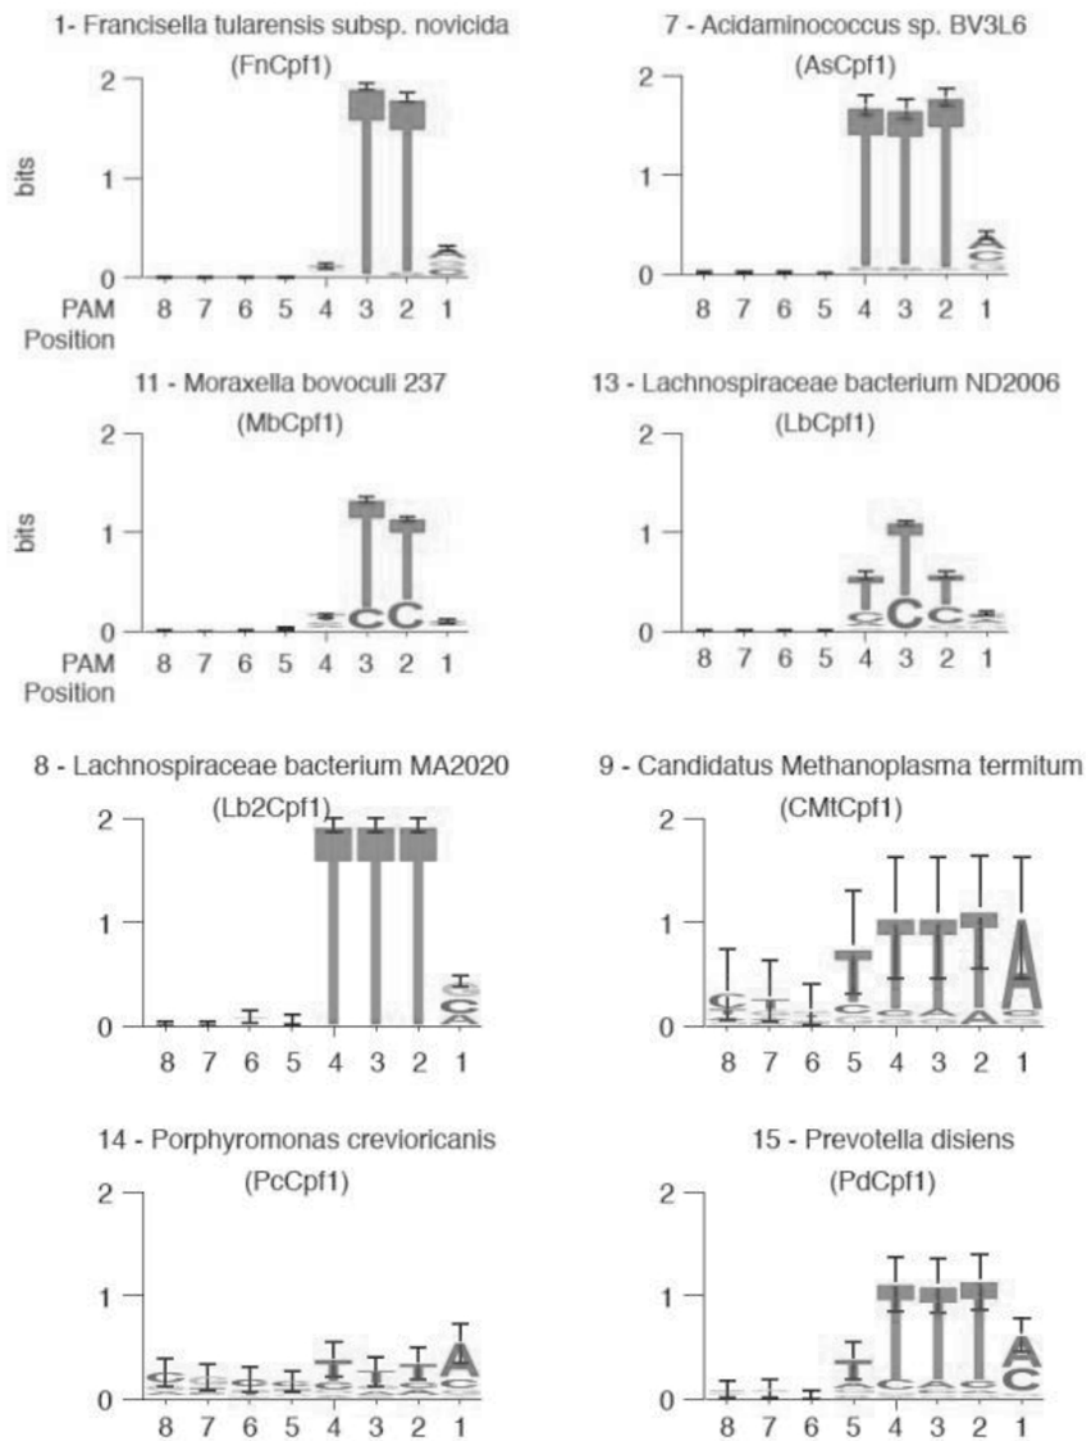 1- Francisella tularensis subsp. novicida
(FnCpf1)
2
1
0
bits
T T
A
PAM
Position
8 7 6 5 4 3 2 1
7 - Acidaminococcus sp. BV3L6
(AsCpf1)
2
1
0
T T T
A
C
8 7 6 5 4 3 2 1
11 - Moraxella bovoculi 237
(MbCpf1)
2
1
0
bits
T T
C C
PAM
Position
8 7 6 5 4 3 2 1
13 - Lachnospiraceae bacterium ND2006
(LbCpf1)
2
1
0
T T T
C C C
8 7 6 5 4 3 2 1
8 - Lachnospiraceae bacterium MA2020
(Lb2Cpf1)
2
1
0
T T T
C
A
8 7 6 5 4 3 2 1
9 - Candidatus Methanoplasma termitum
(CMtCpf1)
2
1
0
T T T T A
C C A A
8 7 6 5 4 3 2 1
14 - Porphyromonas crevioricanis
(PcCpf1)
2
1
0
T T T A
C
8 7 6 5 4 3 2 1
15 - Prevotella disiens
(PdCpf1)
2
1
0
T T T T A
A C A C C
8 7 6 5 4 3 2 1